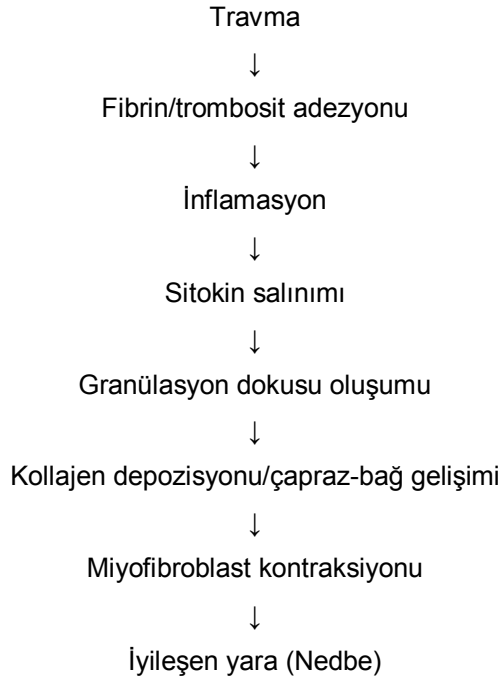 Travma
↓
Fibrin/trombosit adezyonu
↓
İnflamasyon
↓
Sitokin salınımı
↓
Granülasyon dokusu oluşumu
↓
Kollajen depozisyonu/çapraz-bağ gelişimi
↓
Miyofibroblast kontraksiyonu
↓
İyileşen yara (Nedbe)